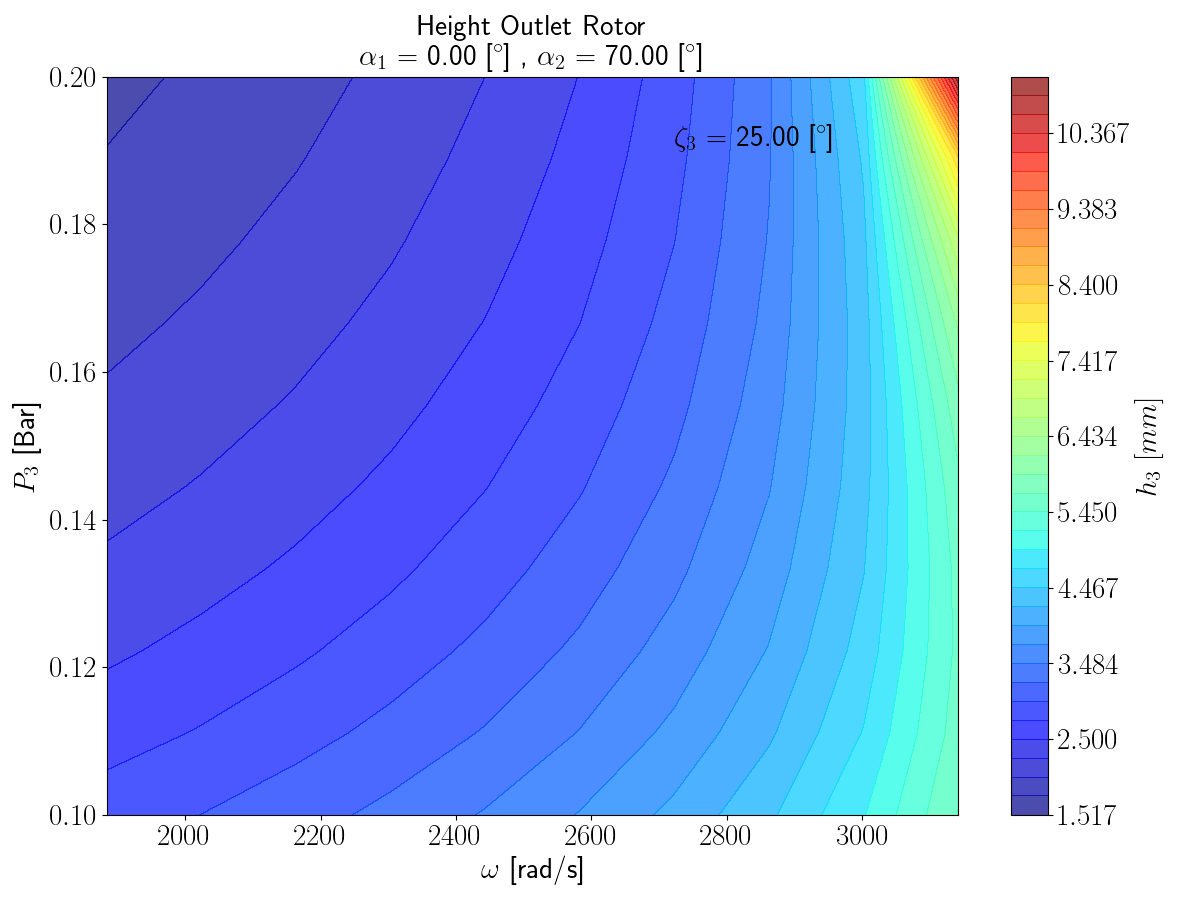 Height Outlet Rotor
α₁ = 0.00 [°] , α₂ = 70.00 [°]
ζ₃ = 25.00 [°]
P₃ [Bar]
0.20
0.18
0.16
0.14
0.12
0.10
2000 2200 2400 2600 2800 3000
ω [rad/s]
10.367
9.383
8.400
7.417
6.434
5.450
4.467
3.484
2.500
1.517
h₃ [mm]